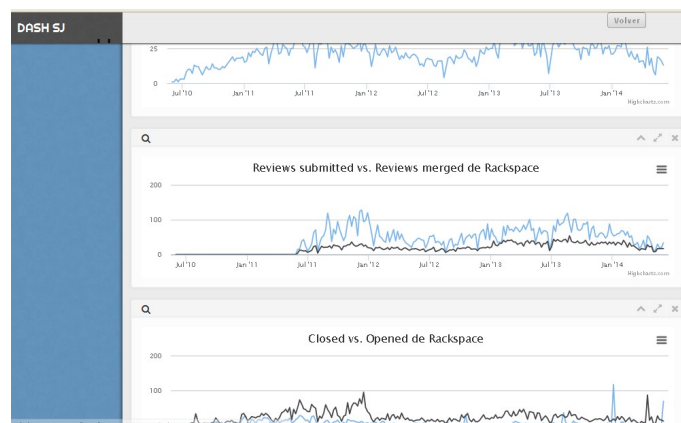 DASH SJ
Volver
25
0
Jul '10 Jan '11 Jul '11 Jan '12 Jul '12 Jan '13 Jul '13 Jan '14
Highcharts.com
Reviews submitted vs. Reviews merged de Rackspace
200
100
0
Jul '10 Jan '11 Jul '11 Jan '12 Jul '12 Jan '13 Jul '13 Jan '14
Highcharts.com
Closed vs. Opened de Rackspace
200
100